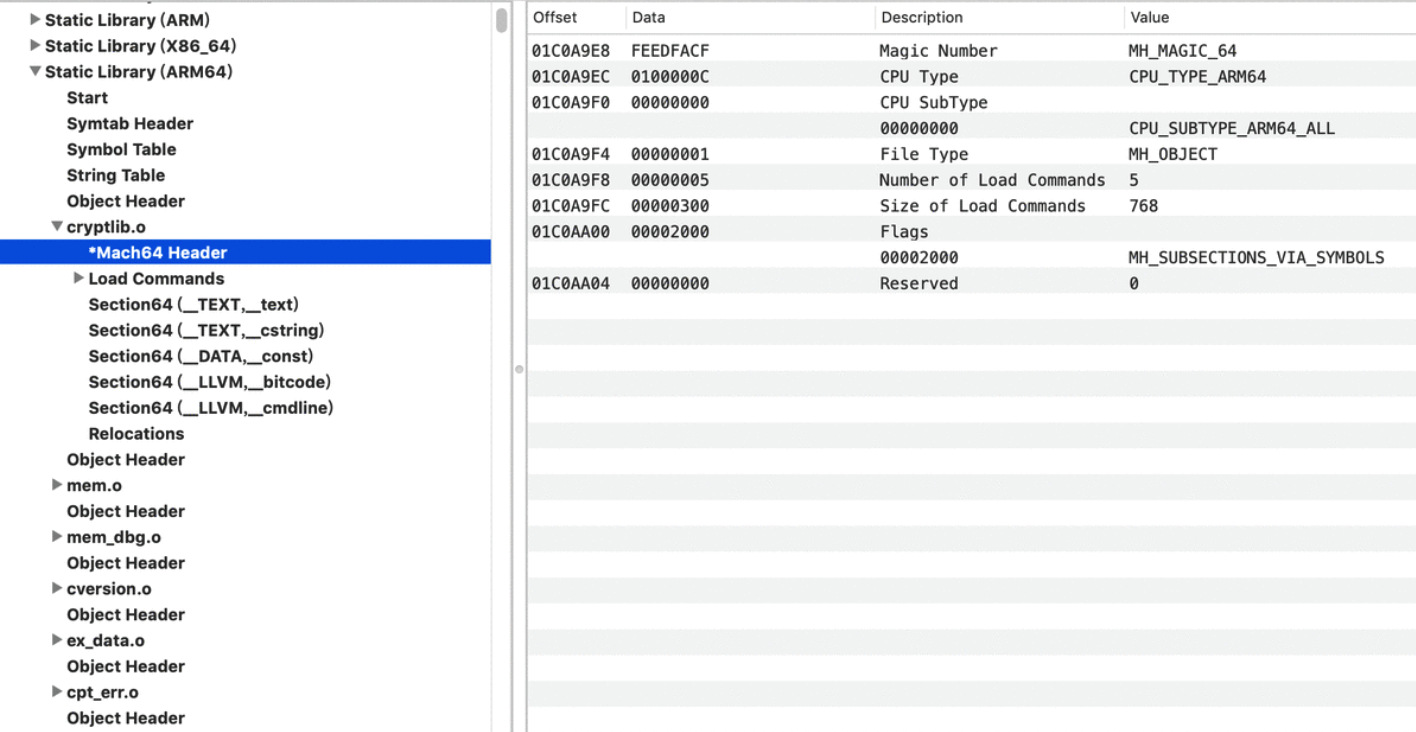 Static Library (ARM)
Static Library (X86_64)
Static Library (ARM64)
Start
Symtab Header
Symbol Table
String Table
Object Header
cryptlib.o
*Mach64 Header
Load Commands
Section64 (__TEXT,__text)
Section64 (__TEXT,__cstring)
Section64 (__DATA,__const)
Section64 (__LLVM,__bitcode)
Section64 (__LLVM,__cmdline)
Relocations
Object Header
mem.o
Object Header
mem_dbg.o
Object Header
cversion.o
Object Header
ex_data.o
Object Header
cpt_err.o
Object Header
Offset Data Description Value
01C0A9E8 FEEDFACF Magic Number MH_MAGIC_64
01C0A9EC 0100000C CPU Type CPU_TYPE_ARM64
01C0A9F0 00000000 CPU SubType
00000000 CPU_SUBTYPE_ARM64_ALL
01C0A9F4 00000001 File Type MH_OBJECT
01C0A9F8 00000005 Number of Load Commands 5
01C0A9FC 00000300 Size of Load Commands 768
01C0AA00 00002000 Flags
00002000 MH_SUBSECTIONS_VIA_SYMBOLS
01C0AA04 00000000 Reserved 0